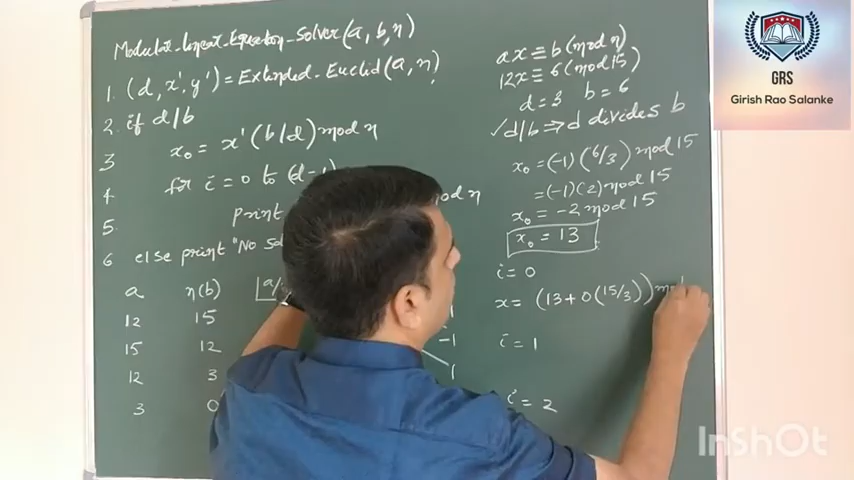 Modular-Linear-Equation-Solver(a, b, n)
1. (d, x', y') = Extended-Euclid(a, n)
2. if d/b
3 x₀ = x'(b/d) mod n
4 for i = 0 to (d-1)
5. print mod n
6 else print "No
a n(b)
12 15
15 12
12 3
3 0
-1
1
ax ≡ b (mod n)
12x ≡ 6 (mod 15)
d = 3 b = 6
✓ d/b ⇒ d divides b
x₀ = (-1) (6/3) mod 15
= (-1) (2) mod 15
x₀ = -2 mod 15
x₀ = 13
i = 0
x = (13 + 0 (15/3))
i = 1
i = 2
GRS
Girish Rao Salanke
InShOt